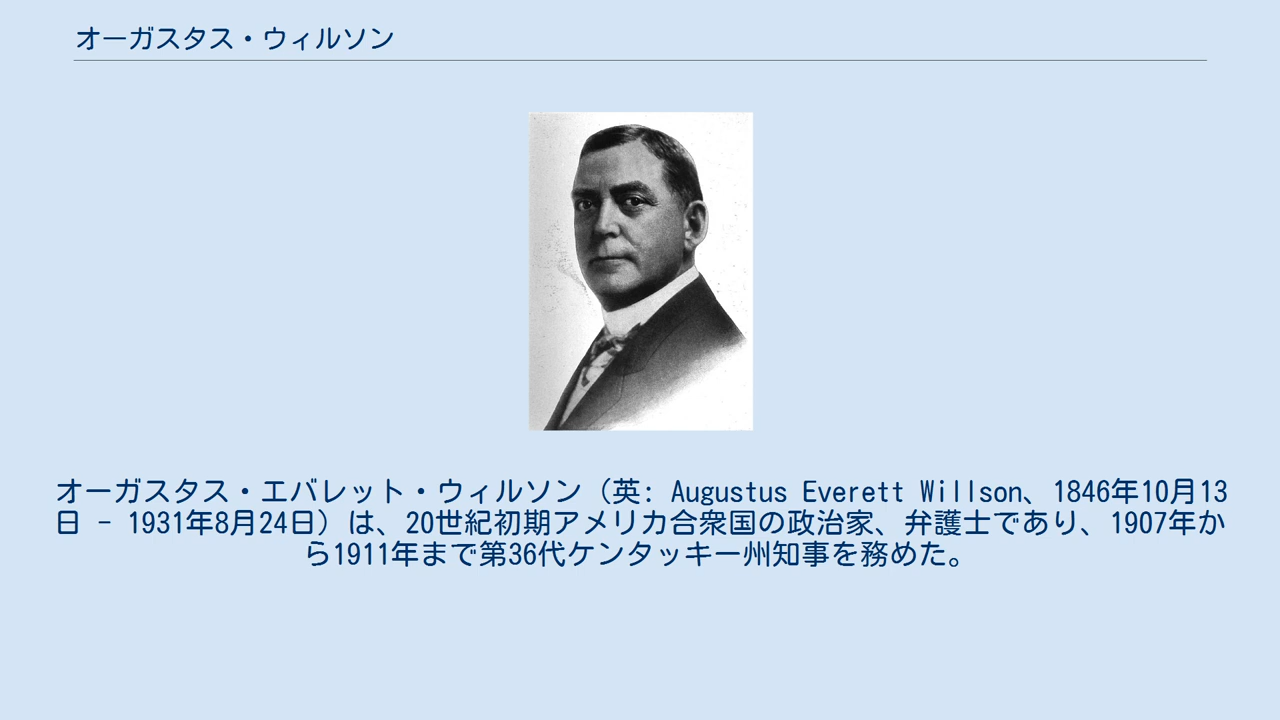 オーガスタス・ウィルソン
オーガスタス・エバレット・ウィルソン（英: Augustus Everett Willson、1846年10月13
日 – 1931年8月24日）は、20世紀初期アメリカ合衆国の政治家、弁護士であり、1907年か
ら1911年まで第36代ケンタッキー州知事を務めた。